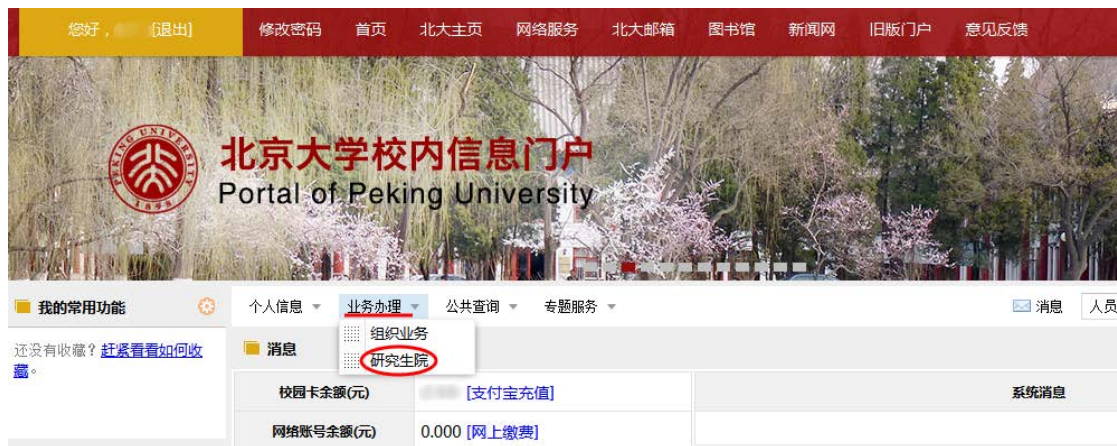 您好， [退出] 修改密码 首页 北大主页 网络服务 北大邮箱 图书馆 新闻网 旧版门户 意见反馈
PEKING UNIVERSITY 1898
北京大学校内信息门户
Portal of Peking University
我的常用功能 个人信息 业务办理 公共查询 专题服务 消息 人员
组织业务
研究生院
还没有收藏？赶紧看看如何收
藏。
消息
校园卡余额(元) [支付宝充值] 系统消息
网络账号余额(元) 0.000 [网上缴费]